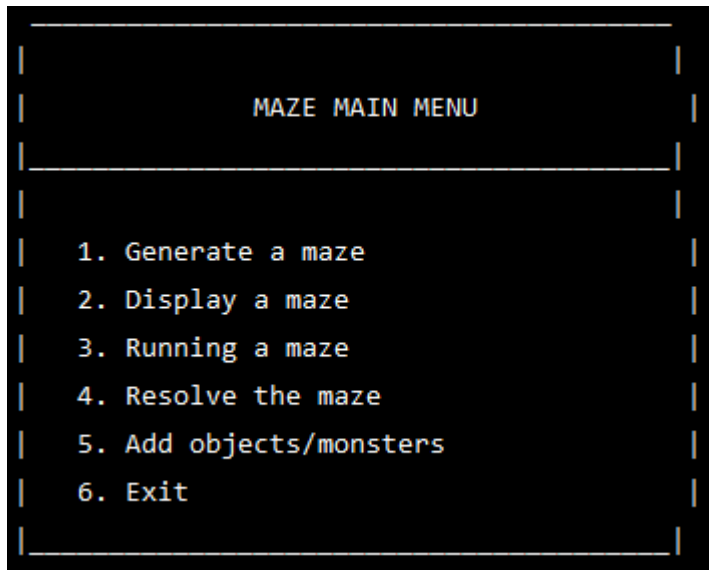 MAZE MAIN MENU
1. Generate a maze
2. Display a maze
3. Running a maze
4. Resolve the maze
5. Add objects/monsters
6. Exit